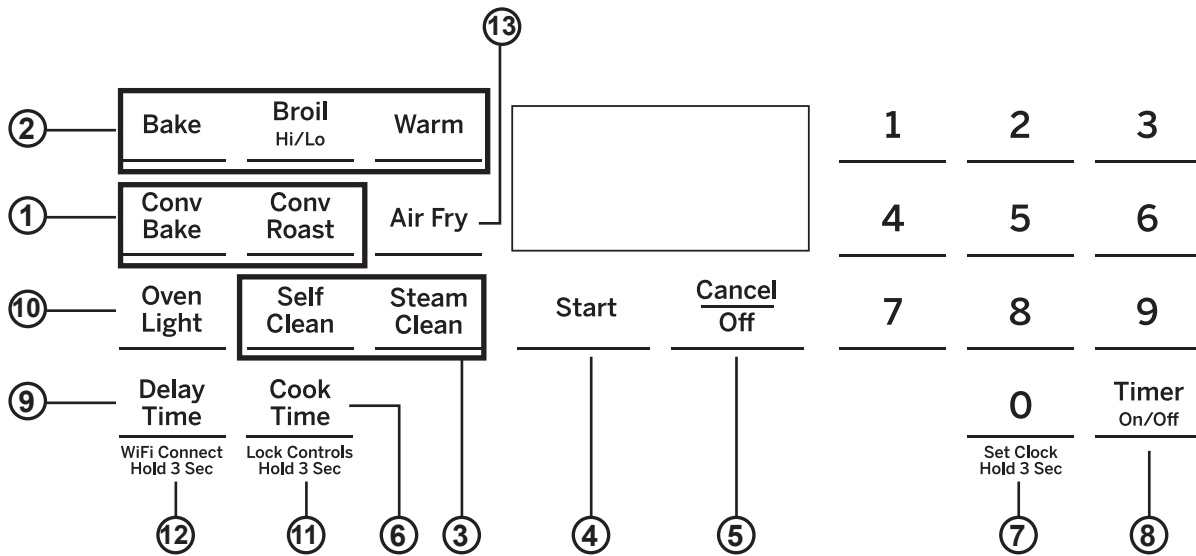 13
2
Bake
Broil
Hi/Lo
Warm
1 2 3
1
Conv
Bake
Conv
Roast
Air Fry
4 5 6
10
Oven
Light
Self
Clean
Steam
Clean
Start
Cancel
Off
7 8 9
9
Delay
Time
WiFi Connect
Hold 3 Sec
Cook
Time
Lock Controls
Hold 3 Sec
0
Set Clock
Hold 3 Sec
Timer
On/Off
12 11 6 3 4 5 7 8